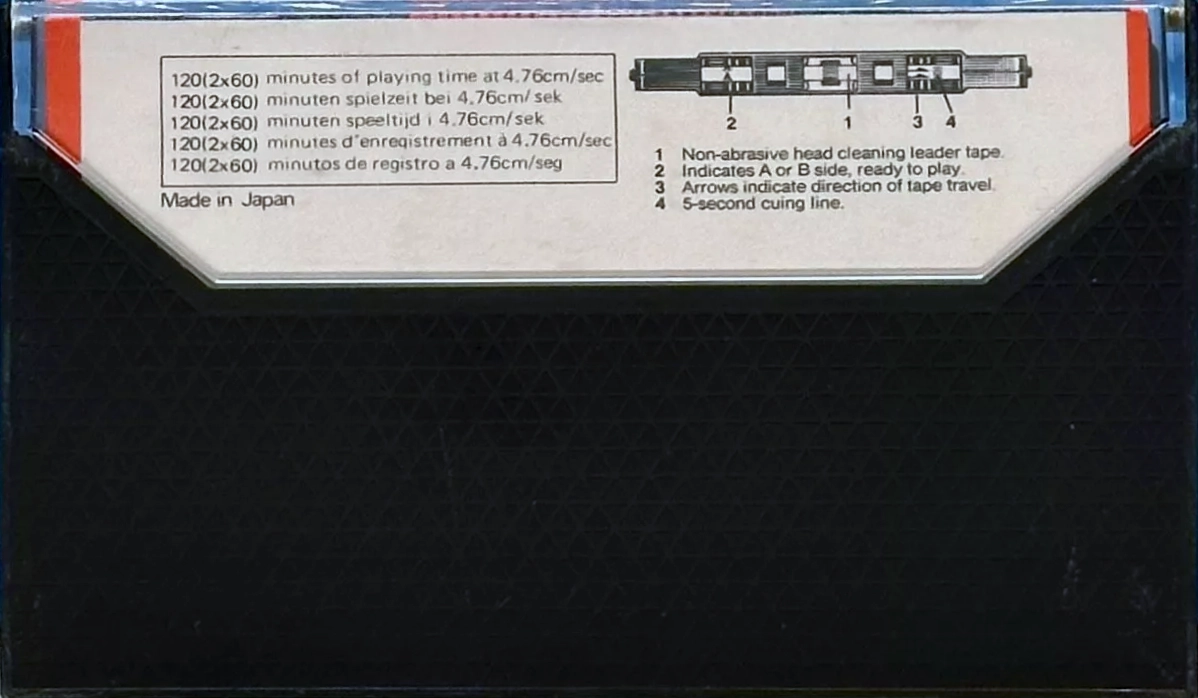 120(2x60) minutes of playing time at 4.76cm/sec
120(2x60) minuten spielzeit bei 4.76cm/sek
120(2x60) minuten speeltijd i 4.76cm/sek
120(2x60) minutes d'enregistrement à 4.76cm/sec
120(2x60) minutos de registro a 4.76cm/seg
Made in Japan
2 1 3 4
1 Non-abrasive head cleaning leader tape.
2 Indicates A or B side, ready to play.
3 Arrows indicate direction of tape travel.
4 5-second cuing line.